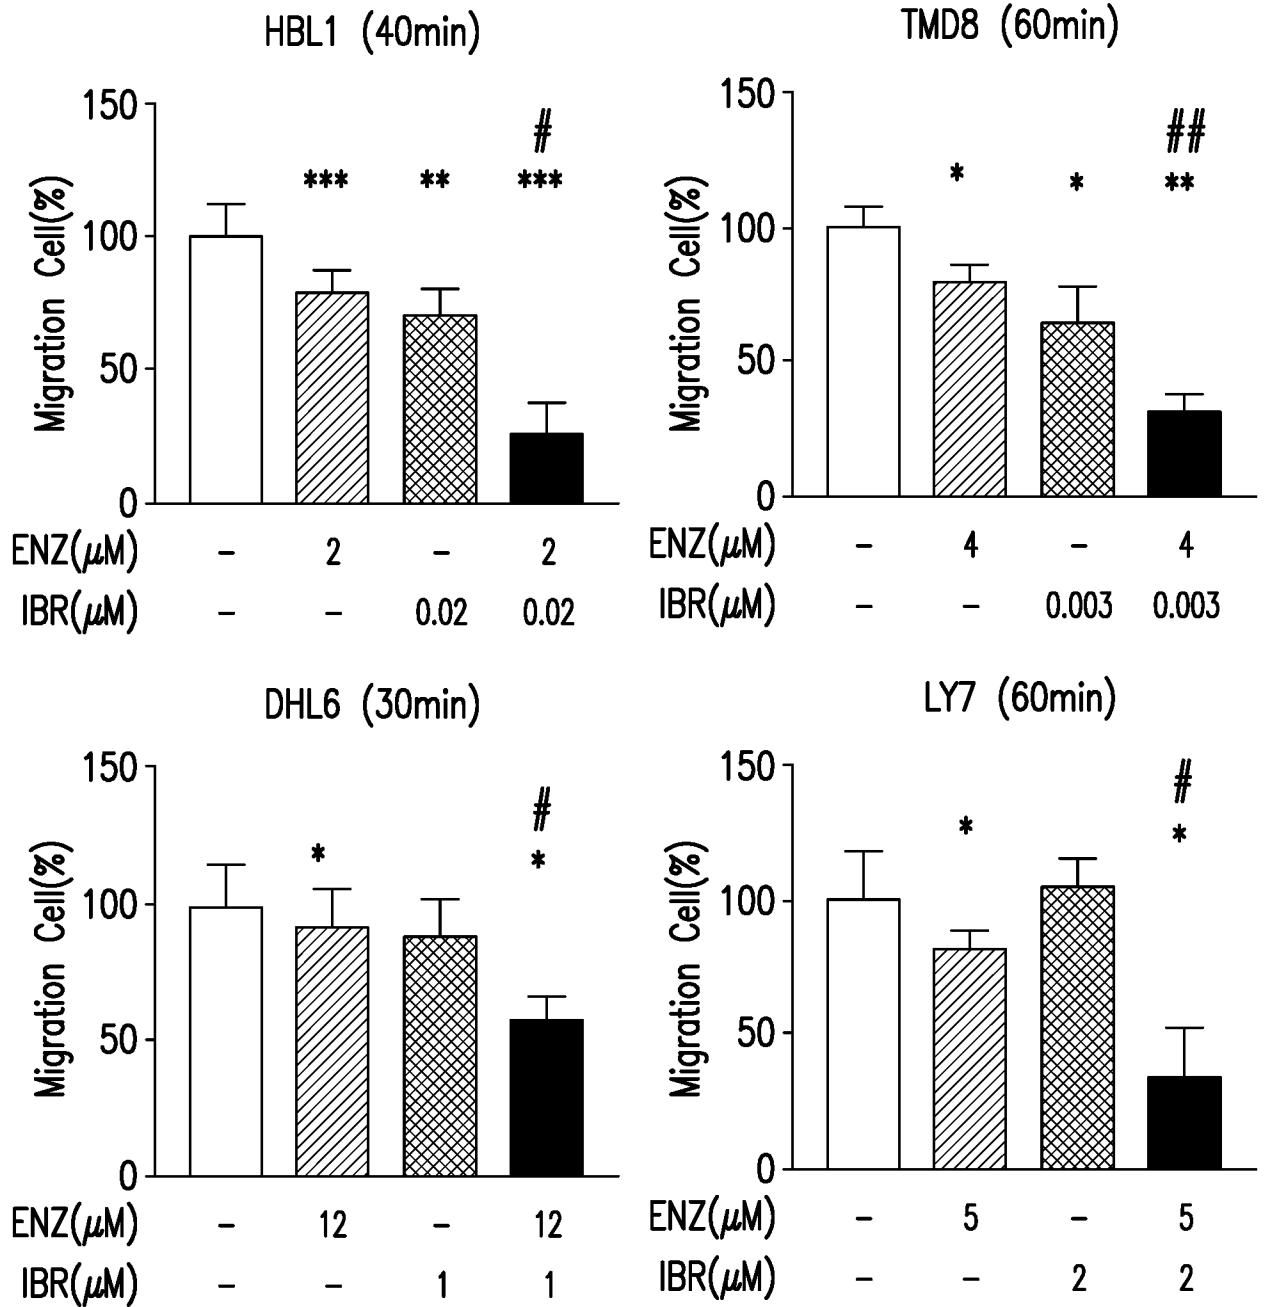 HBL1 (40min)
150
100
50
0
Migration Cell(%)
#
*** ** ***
ENZ(μM) – 2 – 2
IBR(μM) – – 0.02 0.02
TMD8 (60min)
150
100
50
0
Migration Cell(%)
##
* * **
ENZ(μM) – 4 – 4
IBR(μM) – – 0.003 0.003
DHL6 (30min)
150
100
50
0
Migration Cell(%)
#
* *
ENZ(μM) – 12 – 12
IBR(μM) – – 1 1
LY7 (60min)
150
100
50
0
Migration Cell(%)
#
* *
ENZ(μM) – 5 – 5
IBR(μM) – – 2 2